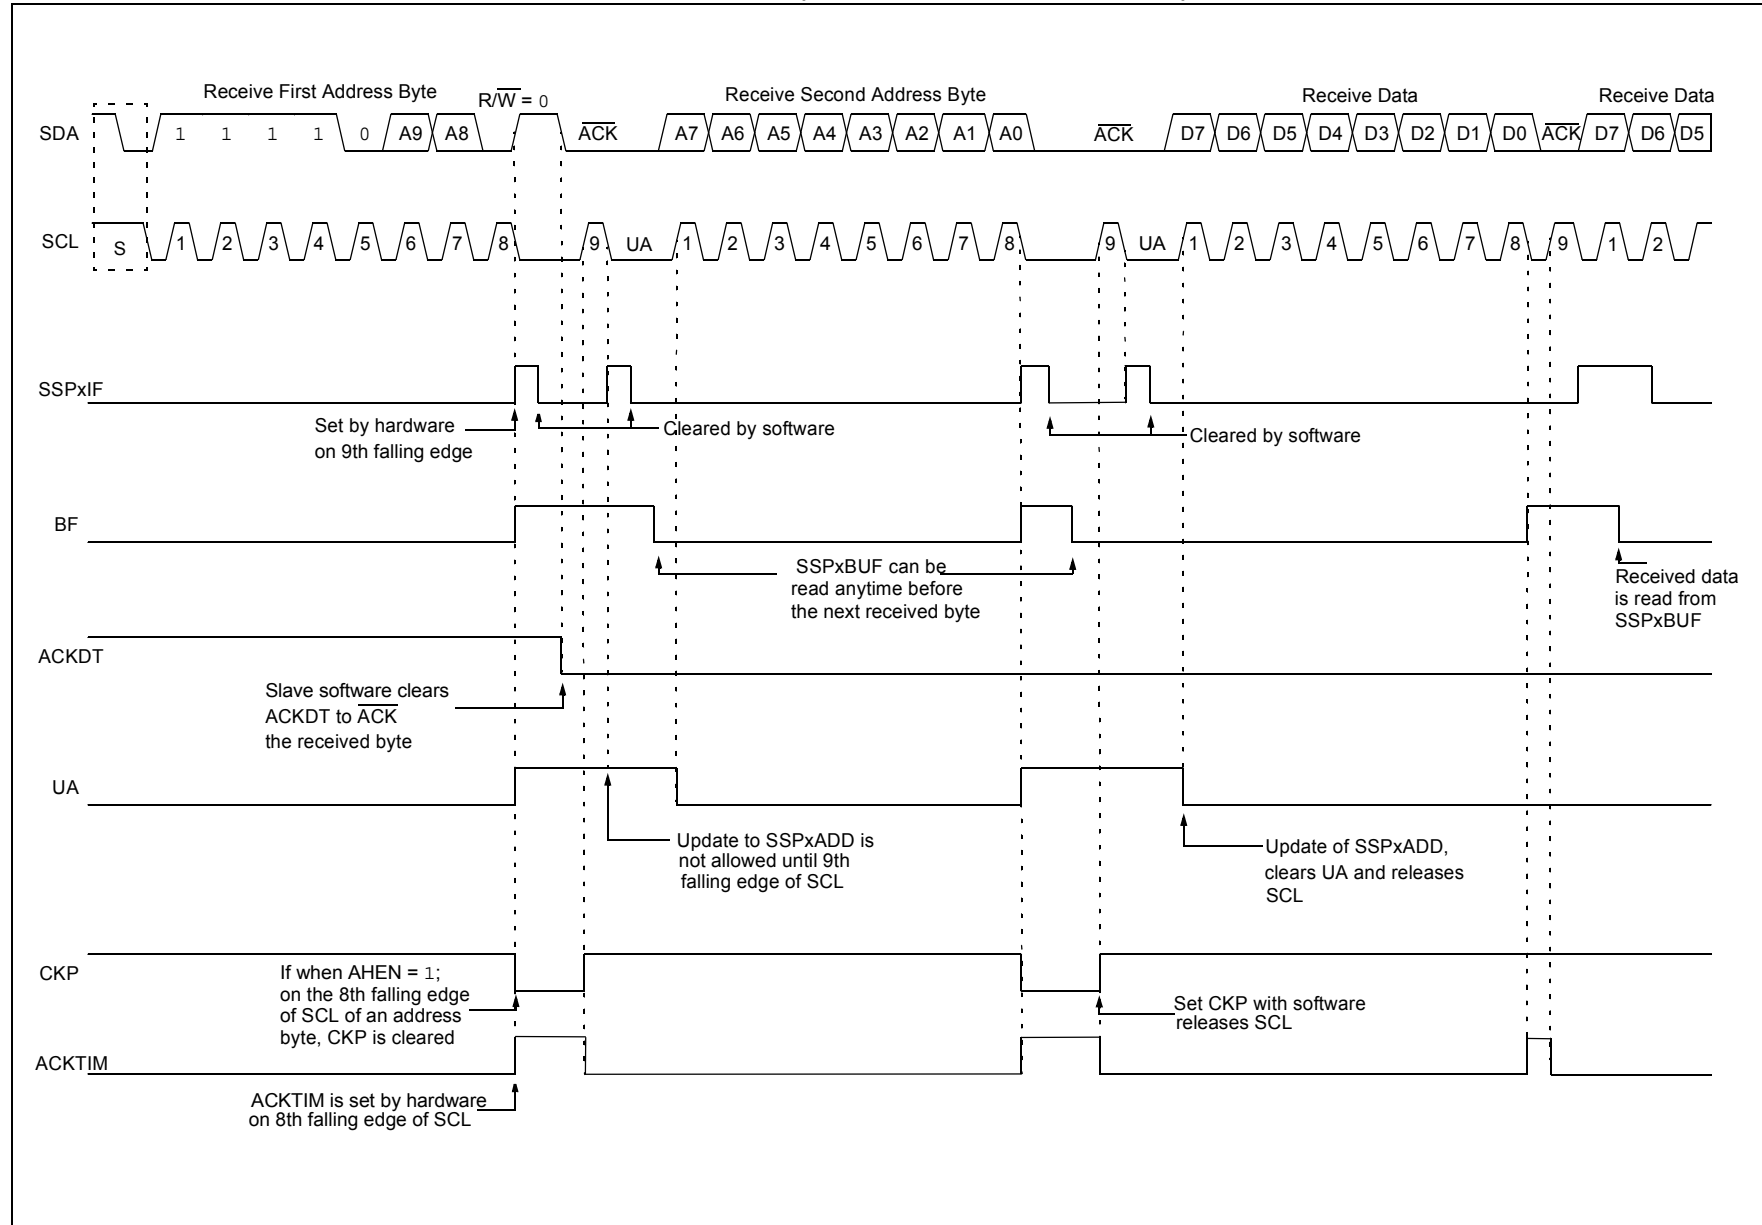 Receive First Address Byte
R/W = 0
Receive Second Address Byte
Receive Data
Receive Data
SDA
1 1 1 1 0 A9 A8
ACK
A7 A6 A5 A4 A3 A2 A1 A0
ACK
D7 D6 D5 D4 D3 D2 D1 D0
ACK
D7 D6 D5
SCL
S
1 2 3 4 5 6 7 8
9
UA
1 2 3 4 5 6 7 8
9
UA
1 2 3 4 5 6 7 8 9
1 2
SSPxIF
Set by hardware
on 9th falling edge
Cleared by software
Cleared by software
BF
SSPxBUF can be
read anytime before
the next received byte
Received data
is read from
SSPxBUF
ACKDT
Slave software clears
ACKDT to ACK
the received byte
UA
Update to SSPxADD is
not allowed until 9th
falling edge of SCL
Update of SSPxADD,
clears UA and releases
SCL
CKP
If when AHEN = 1;
on the 8th falling edge
of SCL of an address
byte, CKP is cleared
Set CKP with software
releases SCL
ACKTIM
ACKTIM is set by hardware
on 8th falling edge of SCL